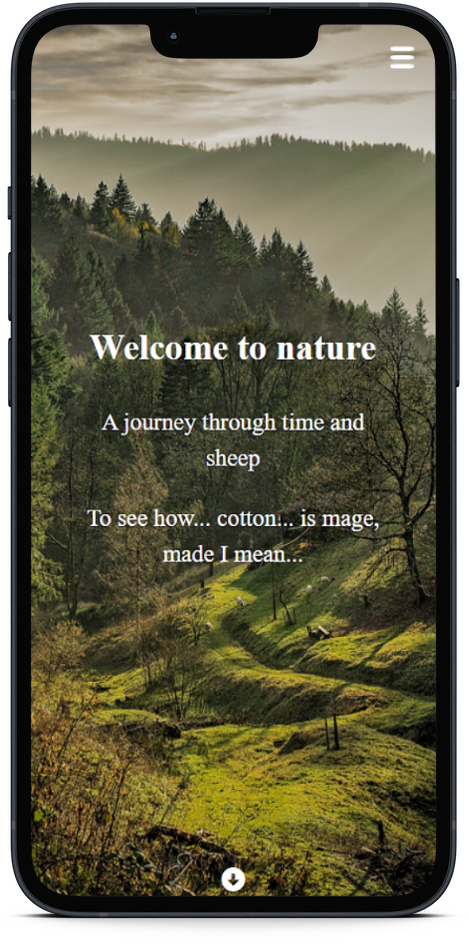 Welcome to nature
A journey through time and
sheep
To see how... cotton... is mage,
made I mean...